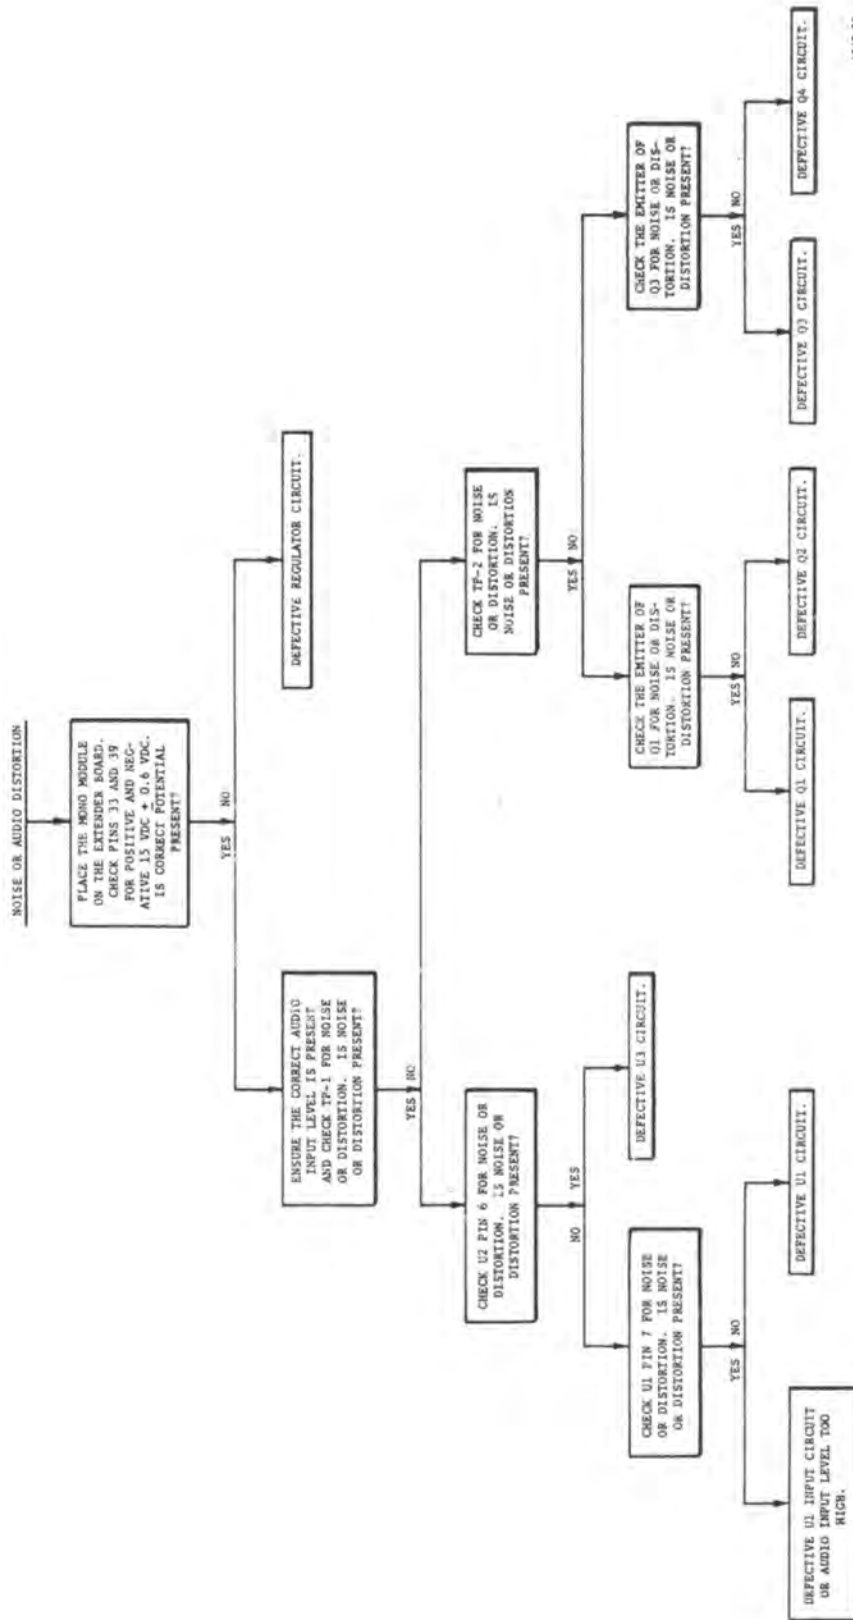 NOISE OR AUDIO DISTORTION
PLACE THE MONO MODULE
ON THE EXTENDER BOARD.
CHECK PINS 33 AND 39
FOR POSITIVE AND NEG-
ATIVE 15 VDC ± 0.6 VDC.
IS CORRECT POTENTIAL
PRESENT?
YES NO
ENSURE THE CORRECT AUDIO
INPUT LEVEL IS PRESENT
AND CHECK TP-1 FOR NOISE
OR DISTORTION. IS NOISE
OR DISTORTION PRESENT?
DEFECTIVE REGULATOR CIRCUIT.
YES NO
CHECK U2 PIN 6 FOR NOISE OR
DISTORTION. IS NOISE OR
DISTORTION PRESENT?
CHECK TP-2 FOR NOISE
OR DISTORTION. IS
NOISE OR DISTORTION
PRESENT?
NO YES
YES NO
CHECK U1 PIN 7 FOR NOISE
OR DISTORTION. IS NOISE
OR DISTORTION PRESENT?
DEFECTIVE U3 CIRCUIT.
CHECK THE EMITTER OF
Q1 FOR NOISE OR DIS-
TORTION. IS NOISE OR
DISTORTION PRESENT?
CHECK THE EMITTER OF
Q3 FOR NOISE OR DIS-
TORTION. IS NOISE OR
DISTORTION PRESENT?
YES NO
YES NO
YES NO
DEFECTIVE U1 INPUT CIRCUIT
OR AUDIO INPUT LEVEL TOO
HIGH.
DEFECTIVE U1 CIRCUIT.
DEFECTIVE Q1 CIRCUIT.
DEFECTIVE Q2 CIRCUIT.
DEFECTIVE Q3 CIRCUIT.
DEFECTIVE Q4 CIRCUIT.